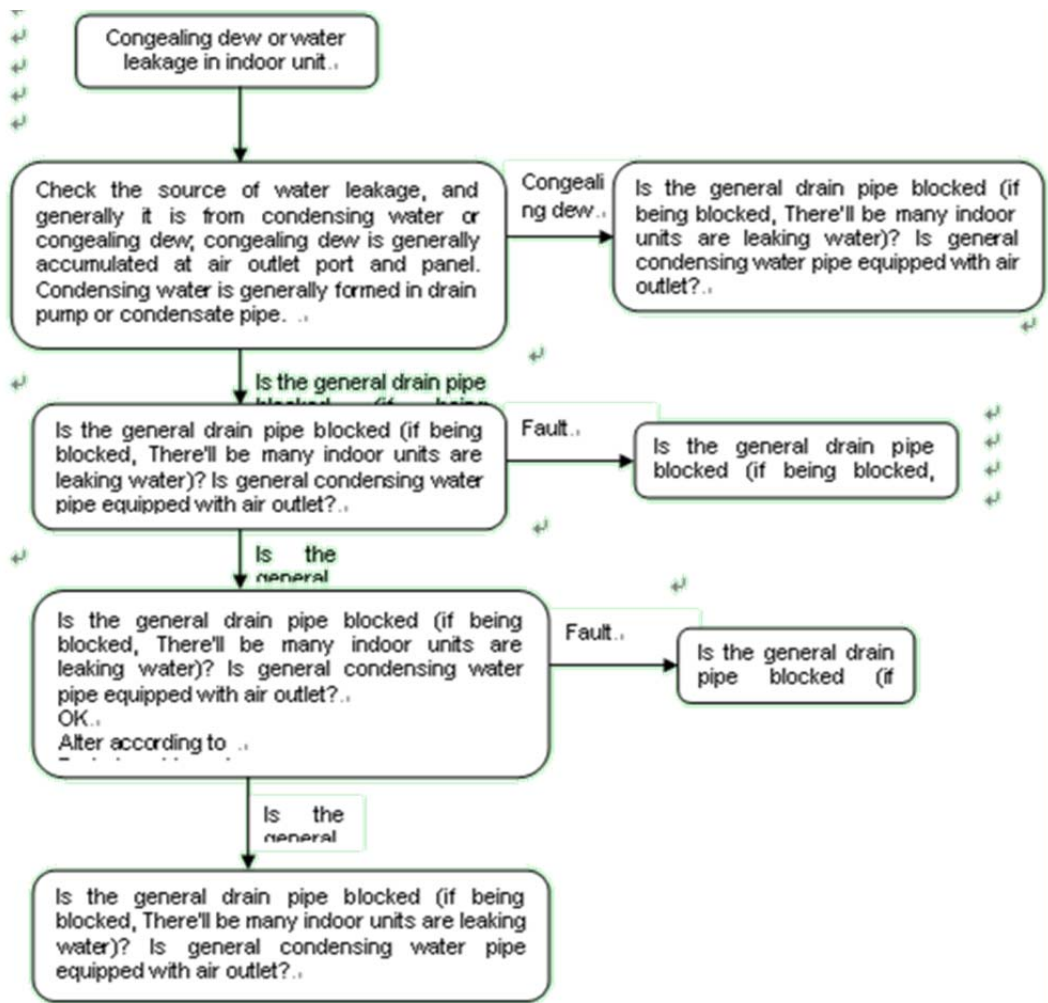 Congealing dew or water
leakage in indoor unit..
Check the source of water leakage, and
generally it is from condensing water or
congealing dew; congealing dew is generally
accumulated at air outlet port and panel.
Condensing water is generally formed in drain
pump or condensate pipe. ..
Congeali
ng dew..
Is the general drain pipe blocked (if
being blocked, There'll be many indoor
units are leaking water)? Is general
condensing water pipe equipped with air
outlet?..
Is the general drain pipe
blocked (if being
Is the general drain pipe blocked (if being
blocked, There'll be many indoor units are
leaking water)? Is general condensing water
pipe equipped with air outlet?..
Fault..
Is the general drain pipe
blocked (if being blocked,
Is the
general
Is the general drain pipe blocked (if being
blocked, There'll be many indoor units are
leaking water)? Is general condensing water
pipe equipped with air outlet?..
OK..
Alter according to ..
Fault..
Is the general drain
pipe blocked (if
Is the
general
Is the general drain pipe blocked (if being
blocked, There'll be many indoor units are leaking
water)? Is general condensing water pipe
equipped with air outlet?..